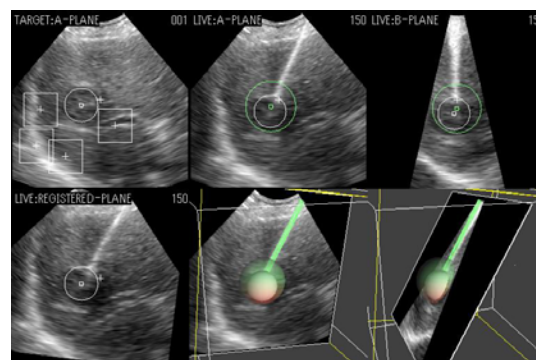 TARGET:A-PLANE
001
LIVE:A-PLANE
150
LIVE:B-PLANE
LIVE:REGISTERED-PLANE
150